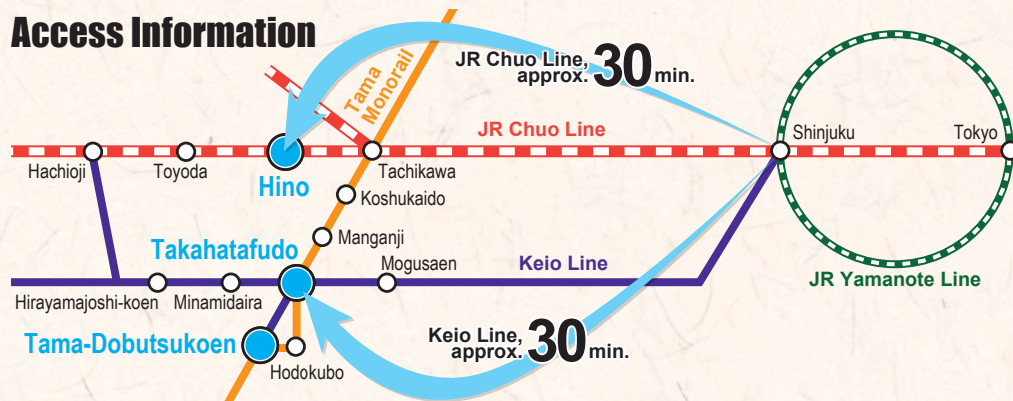 Access Information
JR Chuo Line,
approx. 30 min.
Tama
Monorail
JR Chuo Line
Shinjuku
Tokyo
Hachioji
Toyoda
Hino
Tachikawa
Koshukaido
Manganji
Takahatafudo
Mogusaen
Keio Line
JR Yamanote Line
Hirayamajoshi-koen
Minamidaira
Keio Line,
approx. 30 min.
Tama-Dobutsukoen
Hodokubo